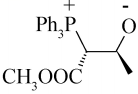 + -
Ph₃P O
CH₃OOC